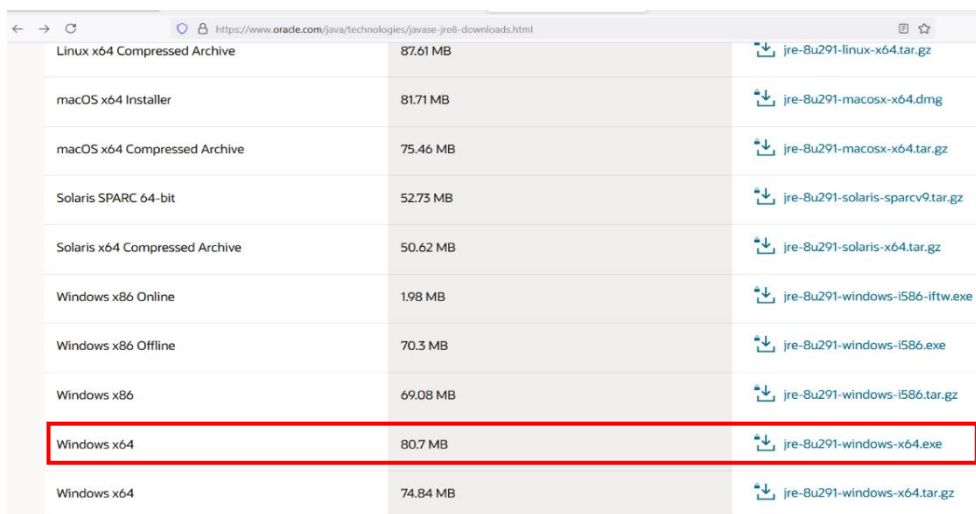 https://www.oracle.com/java/technologies/javase-jre8-downloads.html
Linux x64 Compressed Archive 87.61 MB jre-8u291-linux-x64.tar.gz
macOS x64 Installer 81.71 MB jre-8u291-macosx-x64.dmg
macOS x64 Compressed Archive 75.46 MB jre-8u291-macosx-x64.tar.gz
Solaris SPARC 64-bit 52.73 MB jre-8u291-solaris-sparcv9.tar.gz
Solaris x64 Compressed Archive 50.62 MB jre-8u291-solaris-x64.tar.gz
Windows x86 Online 1.98 MB jre-8u291-windows-i586-iftw.exe
Windows x86 Offline 70.3 MB jre-8u291-windows-i586.exe
Windows x86 69.08 MB jre-8u291-windows-i586.tar.gz
Windows x64 80.7 MB jre-8u291-windows-x64.exe
Windows x64 74.84 MB jre-8u291-windows-x64.tar.gz